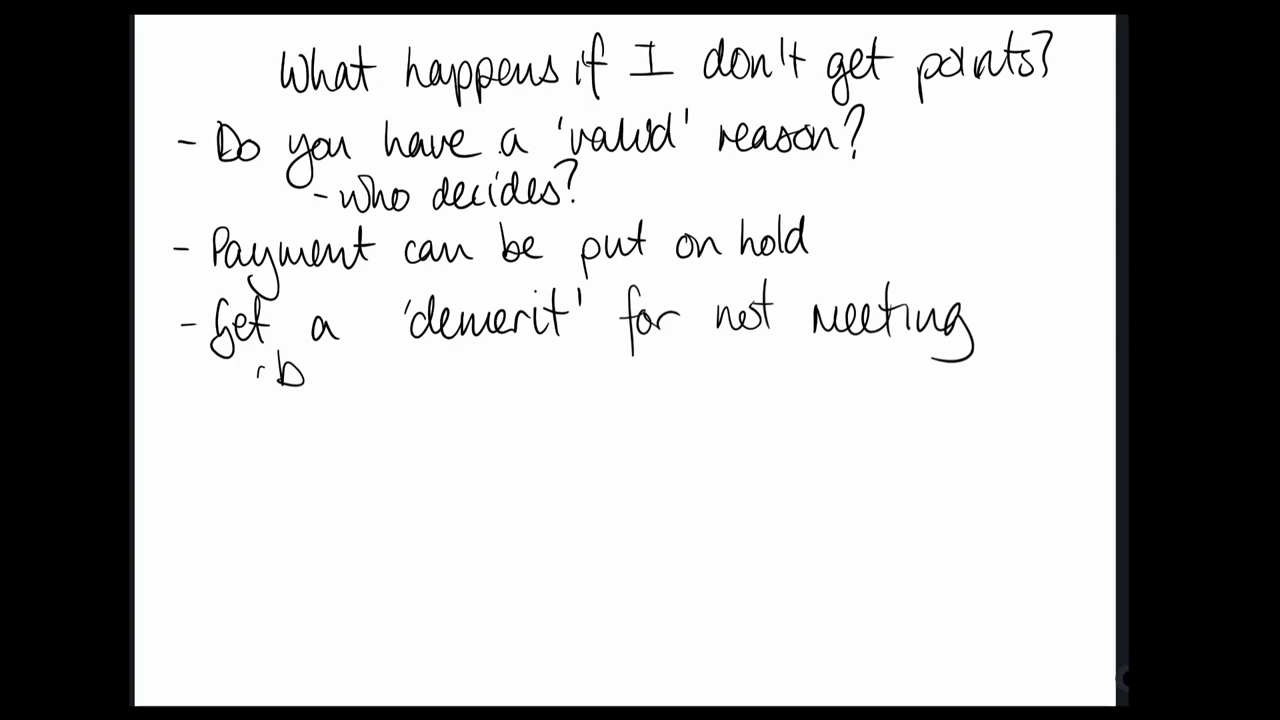 What happens if I don't get points?
- Do you have a 'valid' reason?
- who decides?
- Payment can be put on hold
- Get a 'demerit' for not meeting